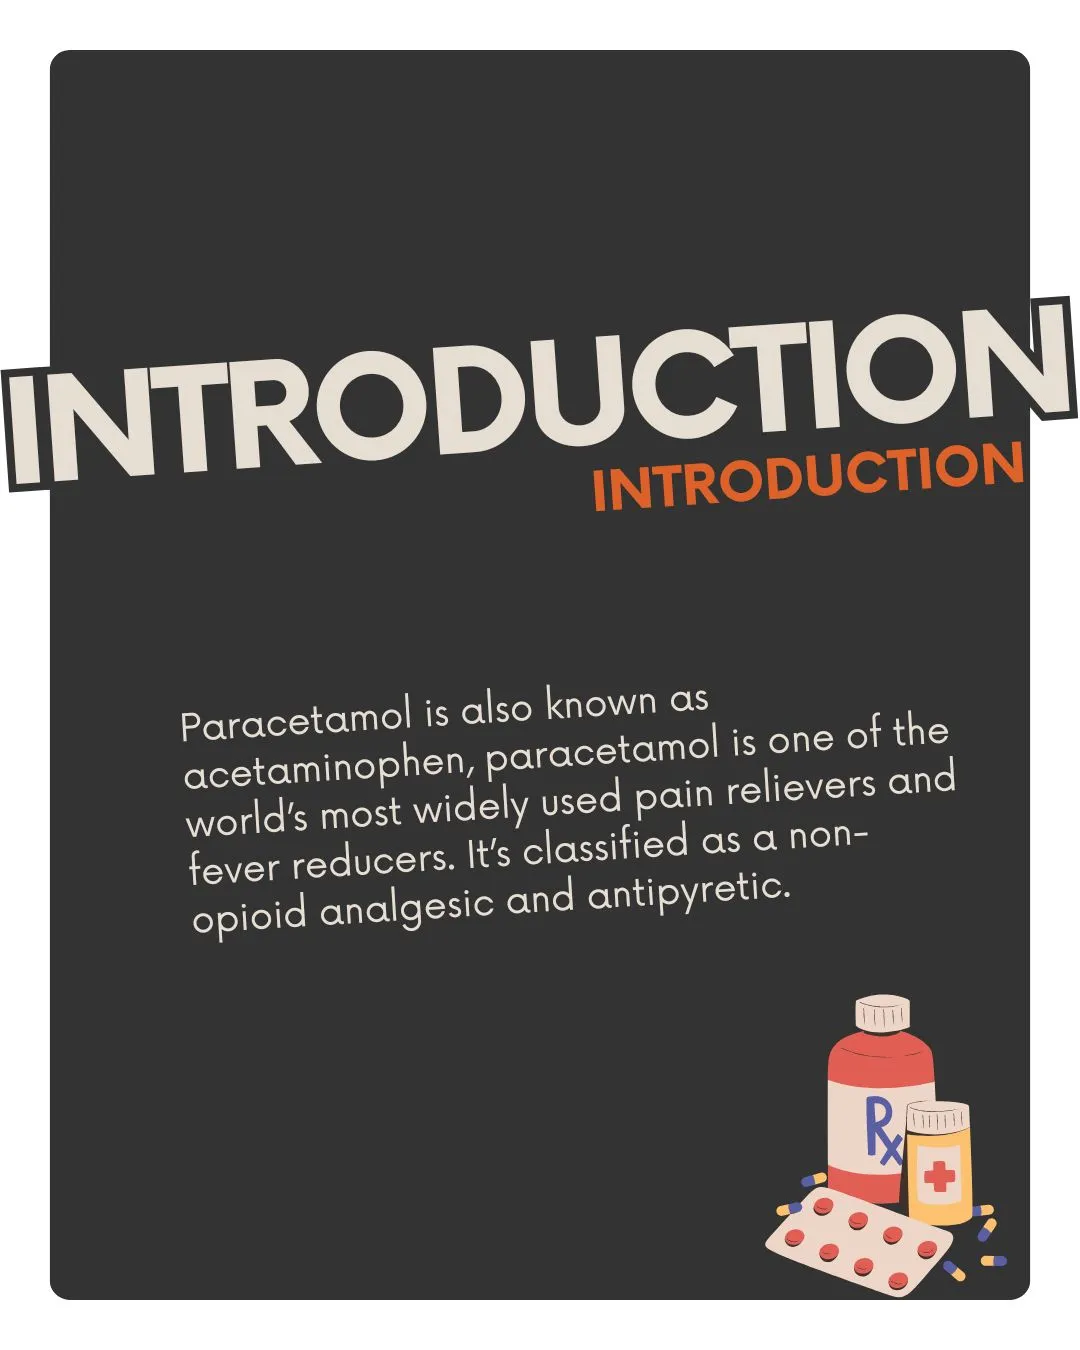 INTRODUCTION
INTRODUCTION
Paracetamol is also known as
acetaminophen, paracetamol is one of the
world’s most widely used pain relievers and
fever reducers. It’s classified as a non-
opioid analgesic and antipyretic.
Rx